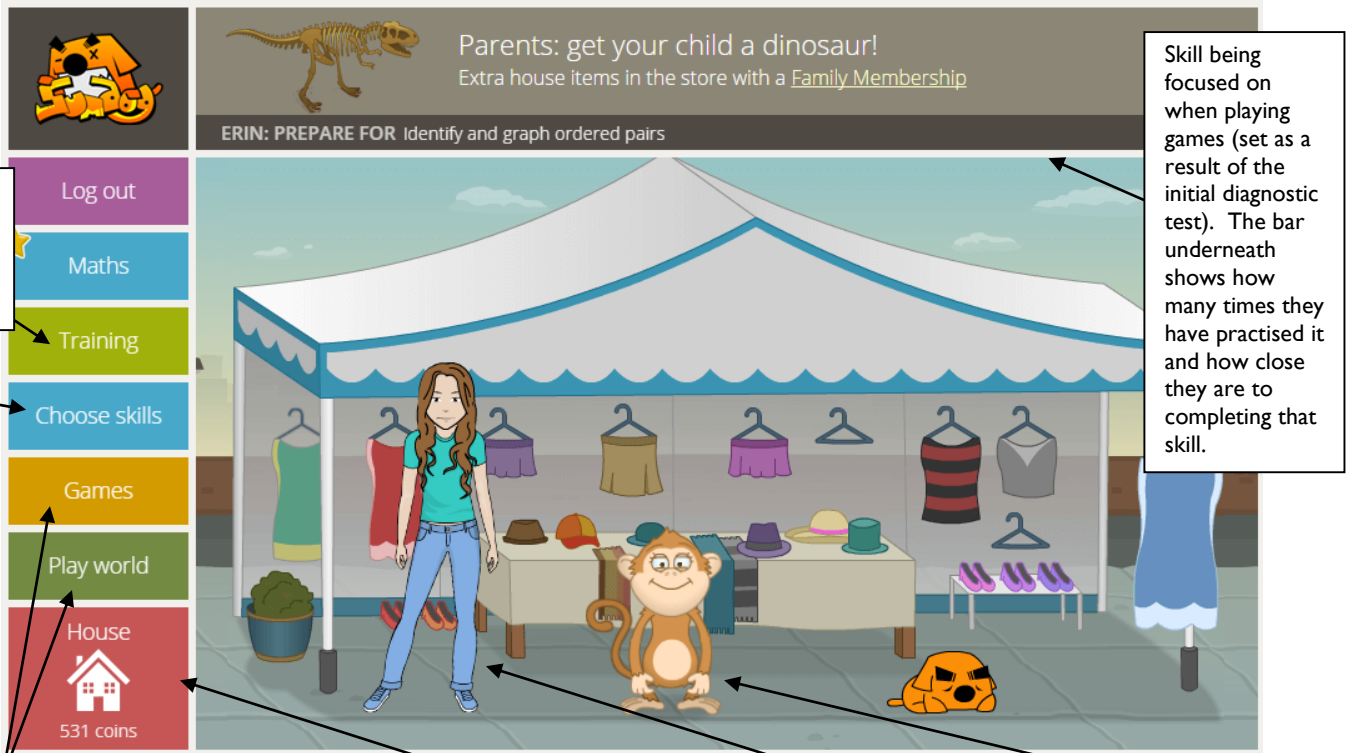 Parents: get your child a dinosaur!
Extra house items in the store with a Family Membership
ERIN: PREPARE FOR Identify and graph ordered pairs
Log out
Maths
Training
Choose skills
Games
Play world
House
531 coins
Skill being
focused on
when playing
games (set as a
result of the
initial diagnostic
test). The bar
underneath
shows how
many times they
have practised it
and how close
they are to
completing that
skill.